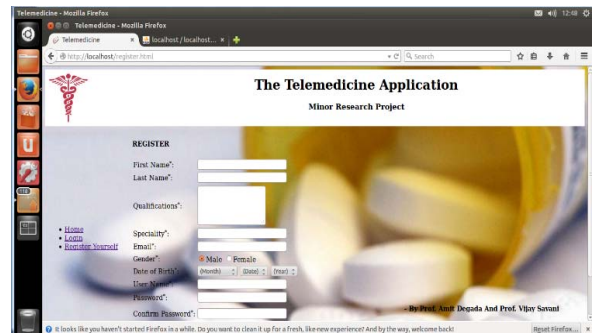 Telemedicine - Mozilla Firefox
12:48
Telemedicine - Mozilla Firefox
Telemedicine × localhost / localhost... ×
http://localhost/register.html
Search
The Telemedicine Application
Minor Research Project
REGISTER
First Name*:
Last Name*:
Qualifications*:
Speciality*:
• Home
• Login
• Register Yourself
Email*:
Gender*: Male Female
Date of Birth*: (Month) (Date) (Year)
User Name*:
Password*:
Confirm Password*:
- By Prof. Amit Degada And Prof. Vijay Savani
It looks like you haven't started Firefox in a while. Do you want to clean it up for a fresh, like-new experience? And by the way, welcome back!
Reset Firefox... ×